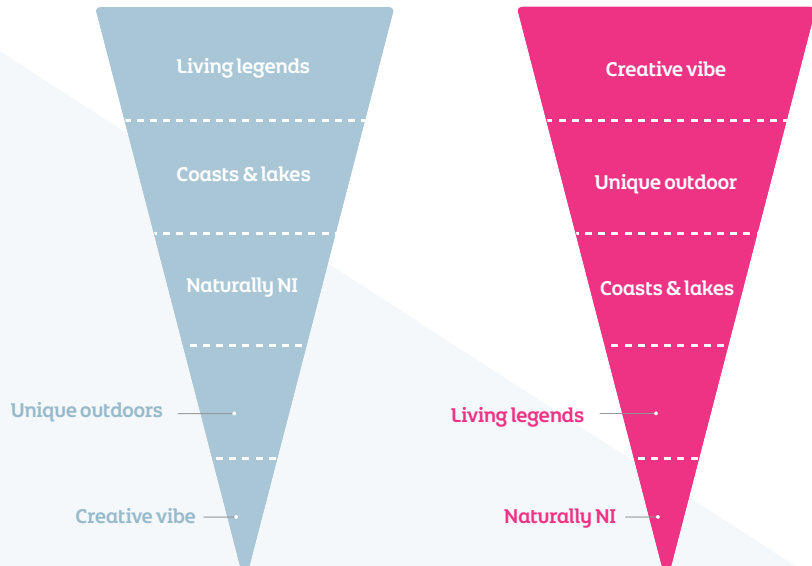 Living legends
Coasts & lakes
Naturally NI
Unique outdoors
Creative vibe
Creative vibe
Unique outdoor
Coasts & lakes
Living legends
Naturally NI